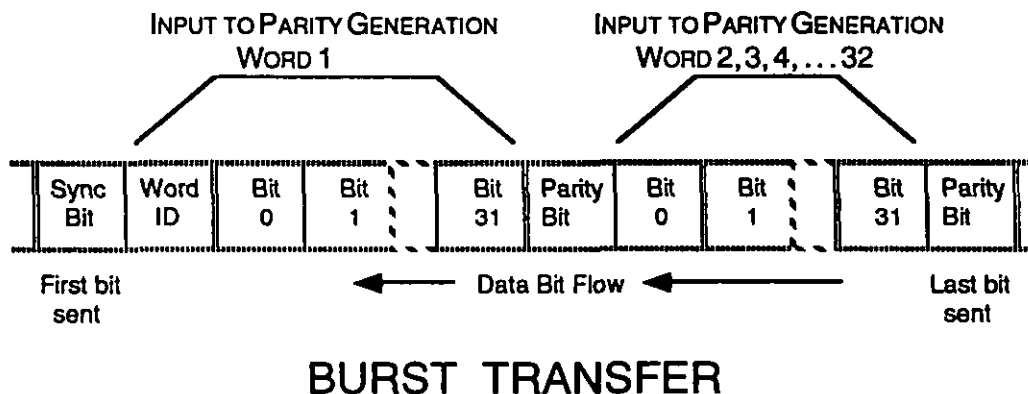 INPUT TO PARITY GENERATION
WORD 1
INPUT TO PARITY GENERATION
WORD 2, 3, 4, . . . 32
Sync Bit
Word ID
Bit 0
Bit 1
Bit 31
Parity Bit
Bit 0
Bit 1
Bit 31
Parity Bit
First bit sent
Data Bit Flow
Last bit sent
BURST TRANSFER